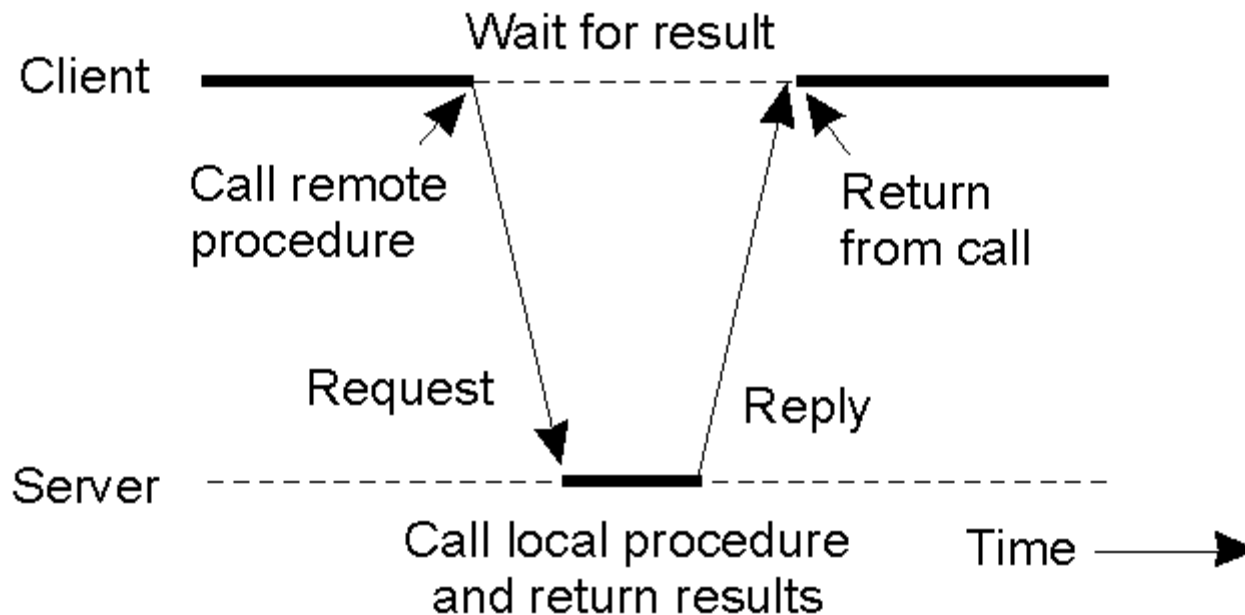 Wait for result
Client
Call remote
procedure
Return
from call
Request
Reply
Server
Call local procedure
and return results
Time